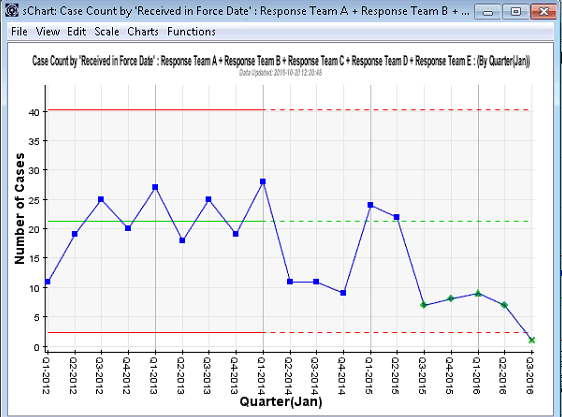 sChart: Case Count by 'Received in Force Date' : Response Team A + Response Team B + ...
File View Edit Scale Charts Functions
Case Count by 'Received in Force Date' : Response Team A + Response Team B + Response Team C + Response Team D + Response Team E : (By Quarter(Jan))
Number of Cases
40
35
30
25
20
15
10
5
0
Q1-2012
Q2-2012
Q3-2012
Q4-2012
Q1-2013
Q2-2013
Q3-2013
Q4-2013
Q1-2014
Q2-2014
Q3-2014
Q4-2014
Q1-2015
Q2-2015
Q3-2015
Q4-2015
Q1-2016
Q2-2016
Q3-2016
Quarter(Jan)